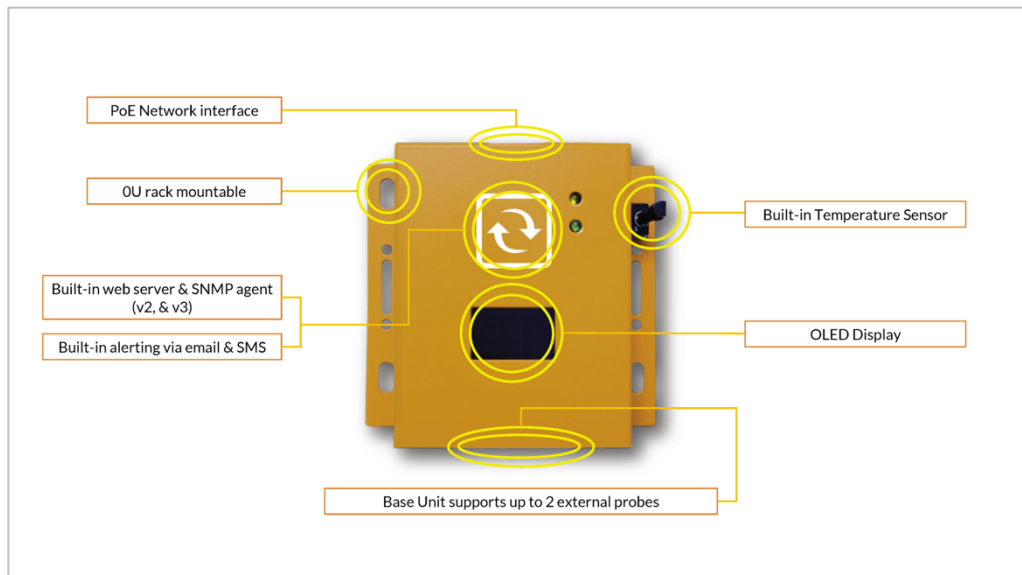 PoE Network interface
0U rack mountable
Built-in web server & SNMP agent
(v2, & v3)
Built-in alerting via email & SMS
Built-in Temperature Sensor
OLED Display
Base Unit supports up to 2 external probes